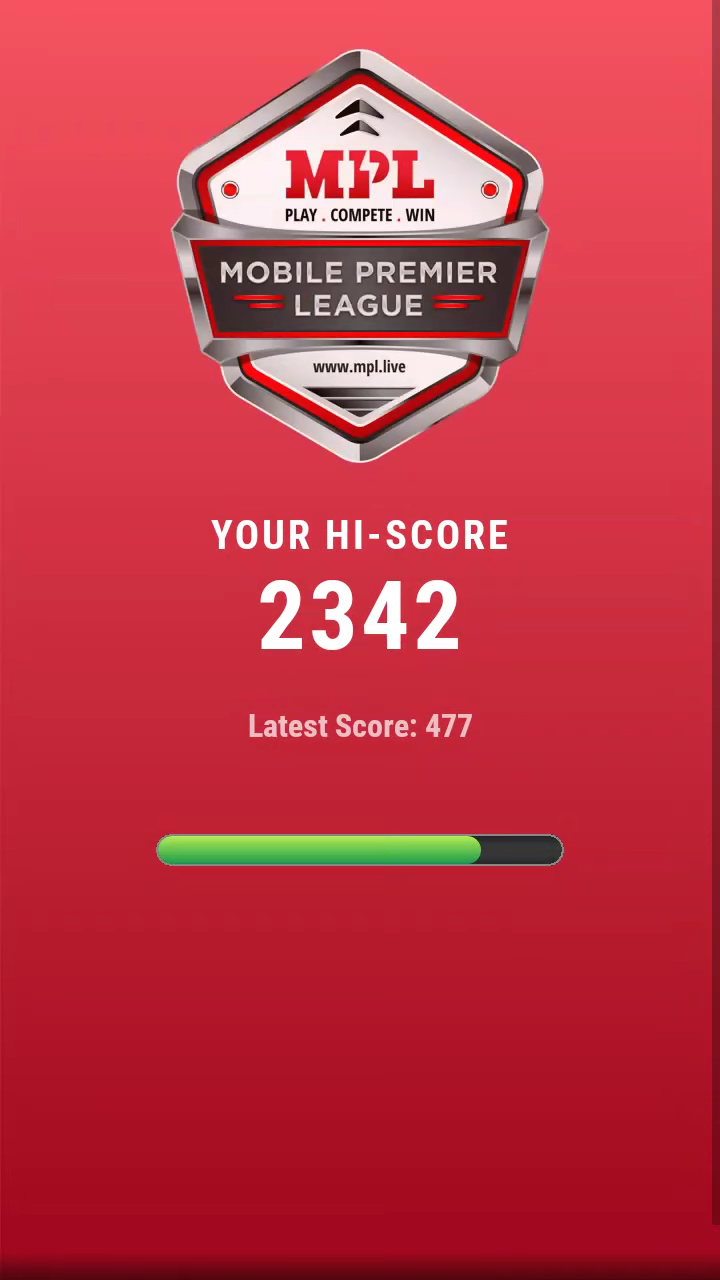 MPL
PLAY . COMPETE . WIN
MOBILE PREMIER
LEAGUE
www.mpl.live
YOUR HI-SCORE
2342
Latest Score: 477